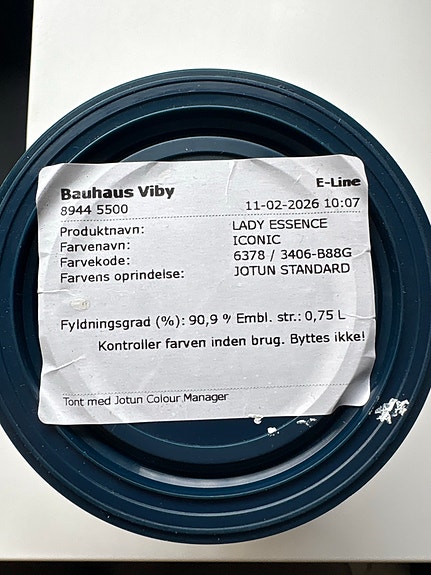 Bauhaus Viby E-Line
8944 5500 11-02-2026 10:07
Produktnavn: LADY ESSENCE
Farvenavn: ICONIC
Farvekode: 6378 / 3406-B88G
Farvens oprindelse: JOTUN STANDARD
Fyldningsgrad (%): 90,9 % Embl. str.: 0,75 L
Kontroller farven inden brug. Byttes ikke!
Tont med Jotun Colour Manager